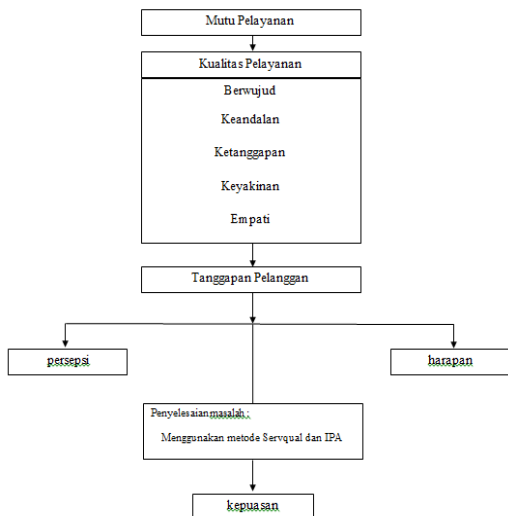 Mutu Pelayanan
Kualitas Pelayanan
Berwujud
Keandalan
Ketanggapan
Keyakinan
Empati
Tanggapan Pelanggan
persepsi
harapan
Penyelesaian masalah :
Menggunakan metode Servqual dan IPA
kepuasan